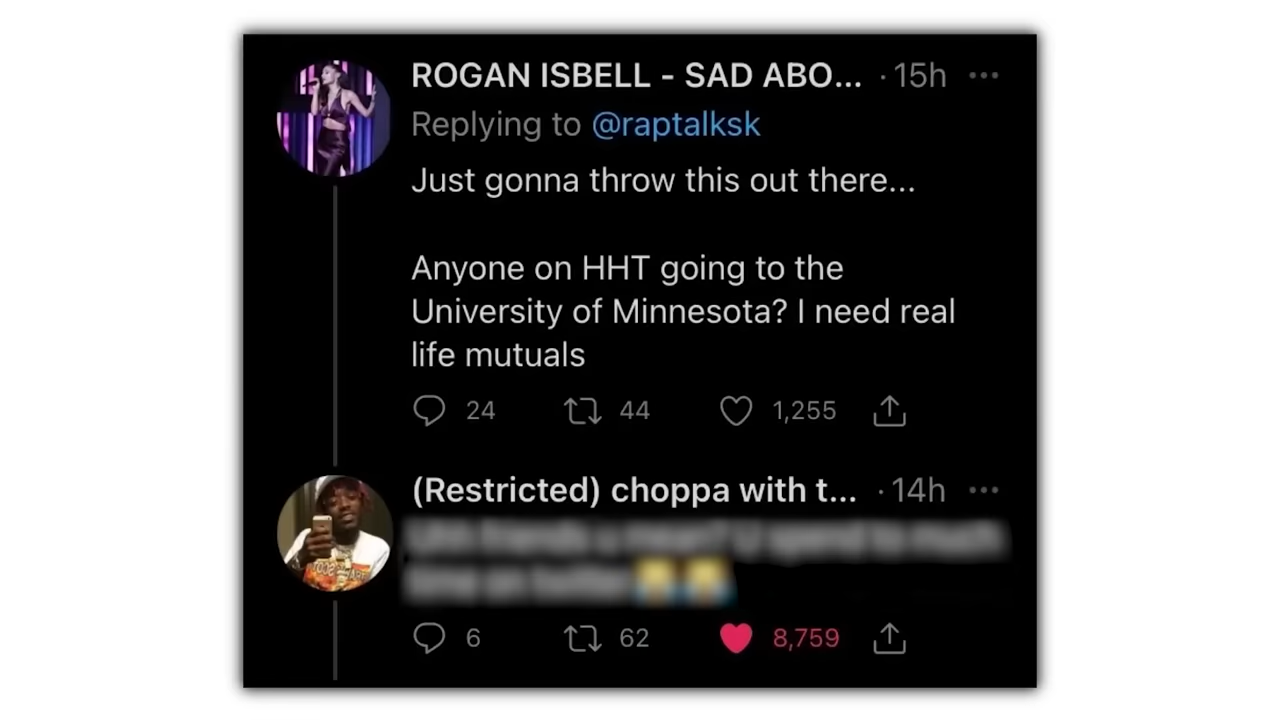 ROGAN ISBELL - SAD ABO... · 15h ...
Replying to @raptalksk
Just gonna throw this out there...
Anyone on HHT going to the
University of Minnesota? I need real
life mutuals
24 44 1,255
(Restricted) choppa with t... · 14h ...
6 62 8,759